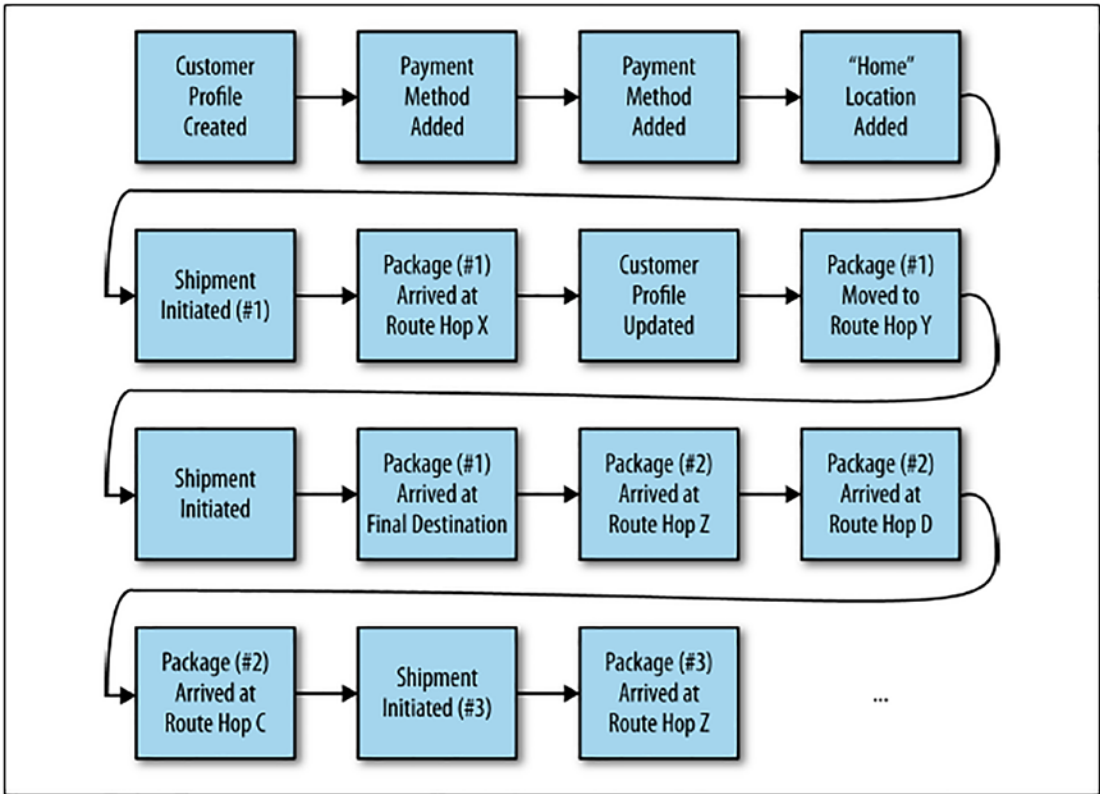 Customer
Profile
Created
Payment
Method
Added
Payment
Method
Added
“Home”
Location
Added
Shipment
Initiated (#1)
Package (#1)
Arrived at
Route Hop X
Customer
Profile
Updated
Package (#1)
Moved to
Route Hop Y
Shipment
Initiated
Package (#1)
Arrived at
Final Destination
Package (#2)
Arrived at
Route Hop Z
Package (#2)
Arrived at
Route Hop D
Package (#2)
Arrived at
Route Hop C
Shipment
Initiated (#3)
Package (#3)
Arrived at
Route Hop Z
...